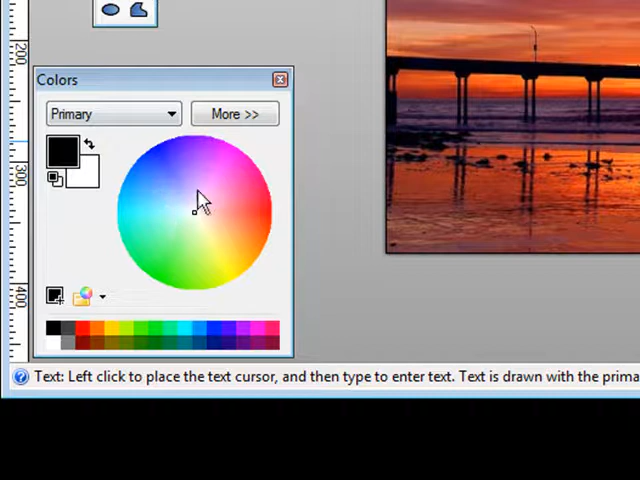 200
Colors
Primary
More >>
300
400
Text: Left click to place the text cursor, and then type to enter text. Text is drawn with the prima